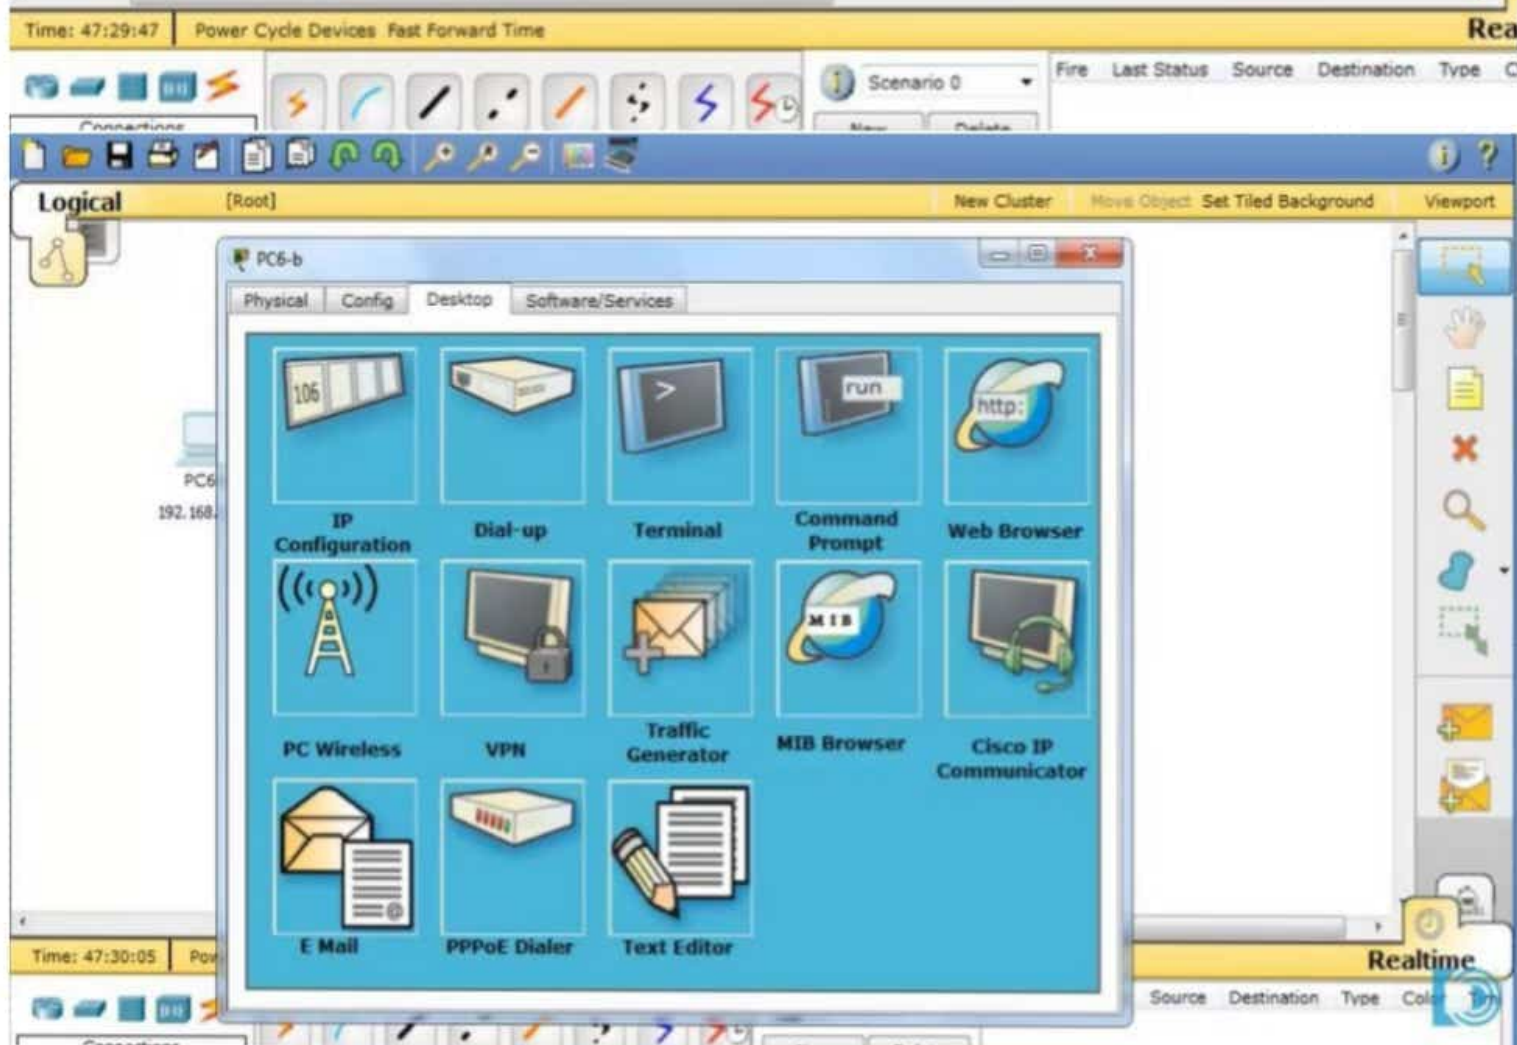 Time: 47:29:47 Power Cycle Devices Fast Forward Time
Scenario 0 Fire Last Status Source Destination Type
Connections New Delete
Logical [Root] New Cluster Move Object Set Tiled Background Viewport
PC6-b
Physical Config Desktop Software/Services
106 > run http:
PC6
192.168.
IP Configuration Dial-up Terminal Command Prompt Web Browser
MIB
PC Wireless VPN Traffic Generator MIB Browser Cisco IP Communicator
E Mail PPPoE Dialer Text Editor
Time: 47:30:05 Realtime
Source Destination Type